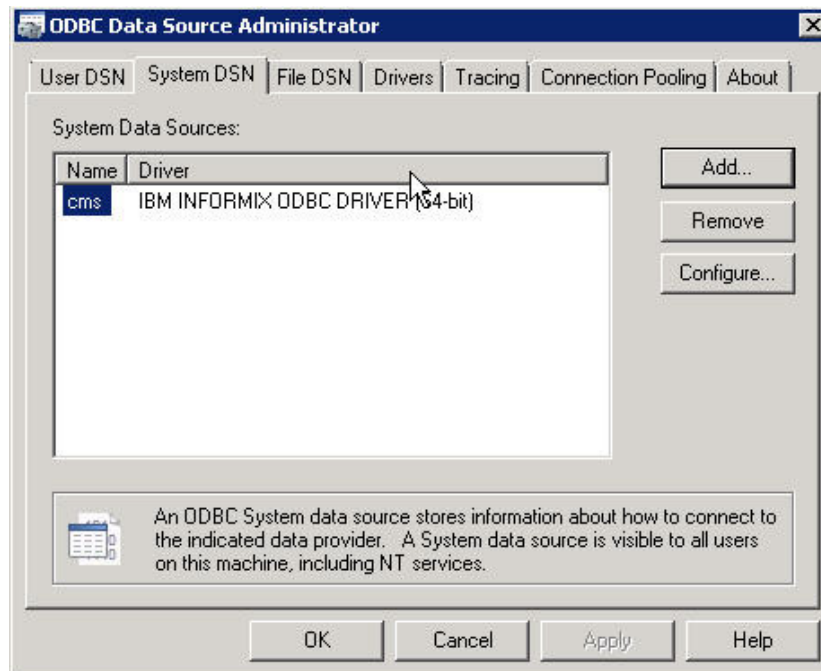 ODBC Data Source Administrator
User DSN System DSN File DSN Drivers Tracing Connection Pooling About
System Data Sources:
Name Driver
cms IBM INFORMIX ODBC DRIVER (64-bit)
Add...
Remove
Configure...
An ODBC System data source stores information about how to connect to
the indicated data provider. A System data source is visible to all users
on this machine, including NT services.
OK Cancel Apply Help